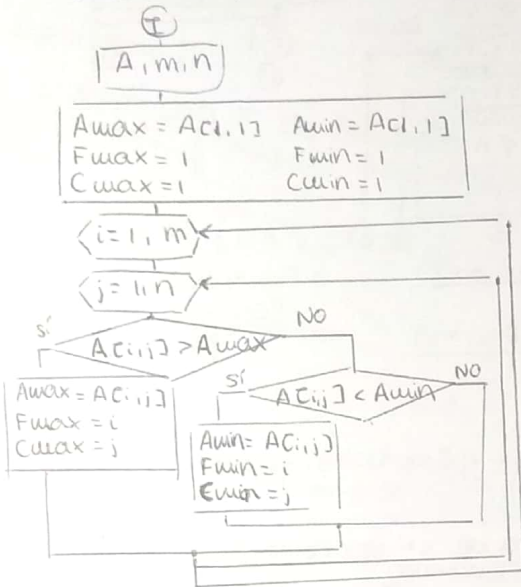 I
A, m, n
Amax = A[1,1] Amin = A[1,1]
Fmax = 1 Fmin = 1
Cmax = 1 Cmin = 1
i = 1, m
j = 1, n
sí
A[i,j] > Amax
NO
Amax = A[i,j]
Fmax = i
Cmax = j
sí
A[i,j] < Amin
NO
Amin = A[i,j]
Fmin = i
Cmin = j